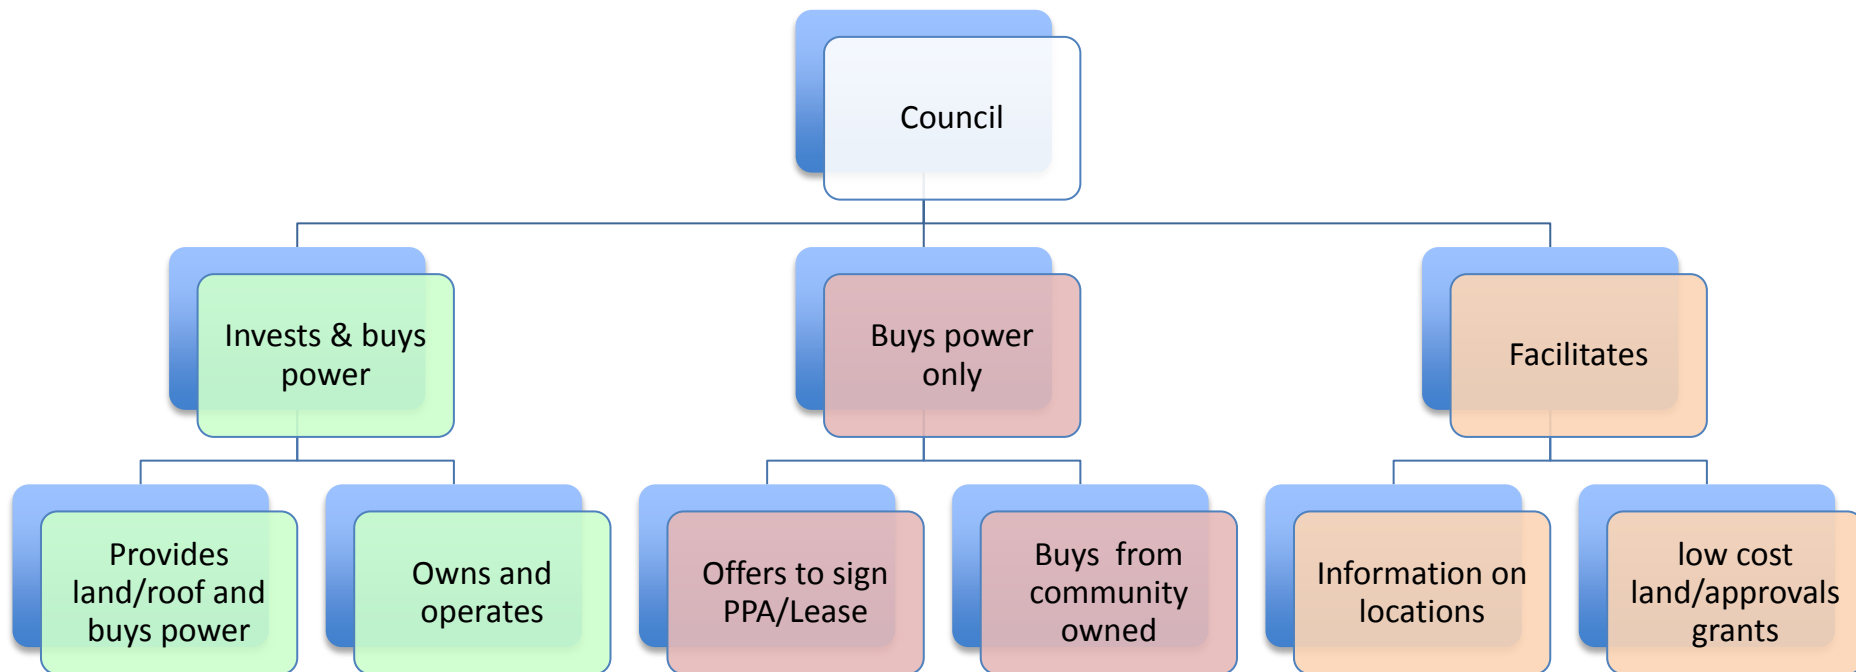 Council
Invests & buys
power
Buys power
only
Facilitates
Provides
land/roof and
buys power
Owns and
operates
Offers to sign
PPA/Lease
Buys from
community
owned
Information on
locations
low cost
land/approvals
grants